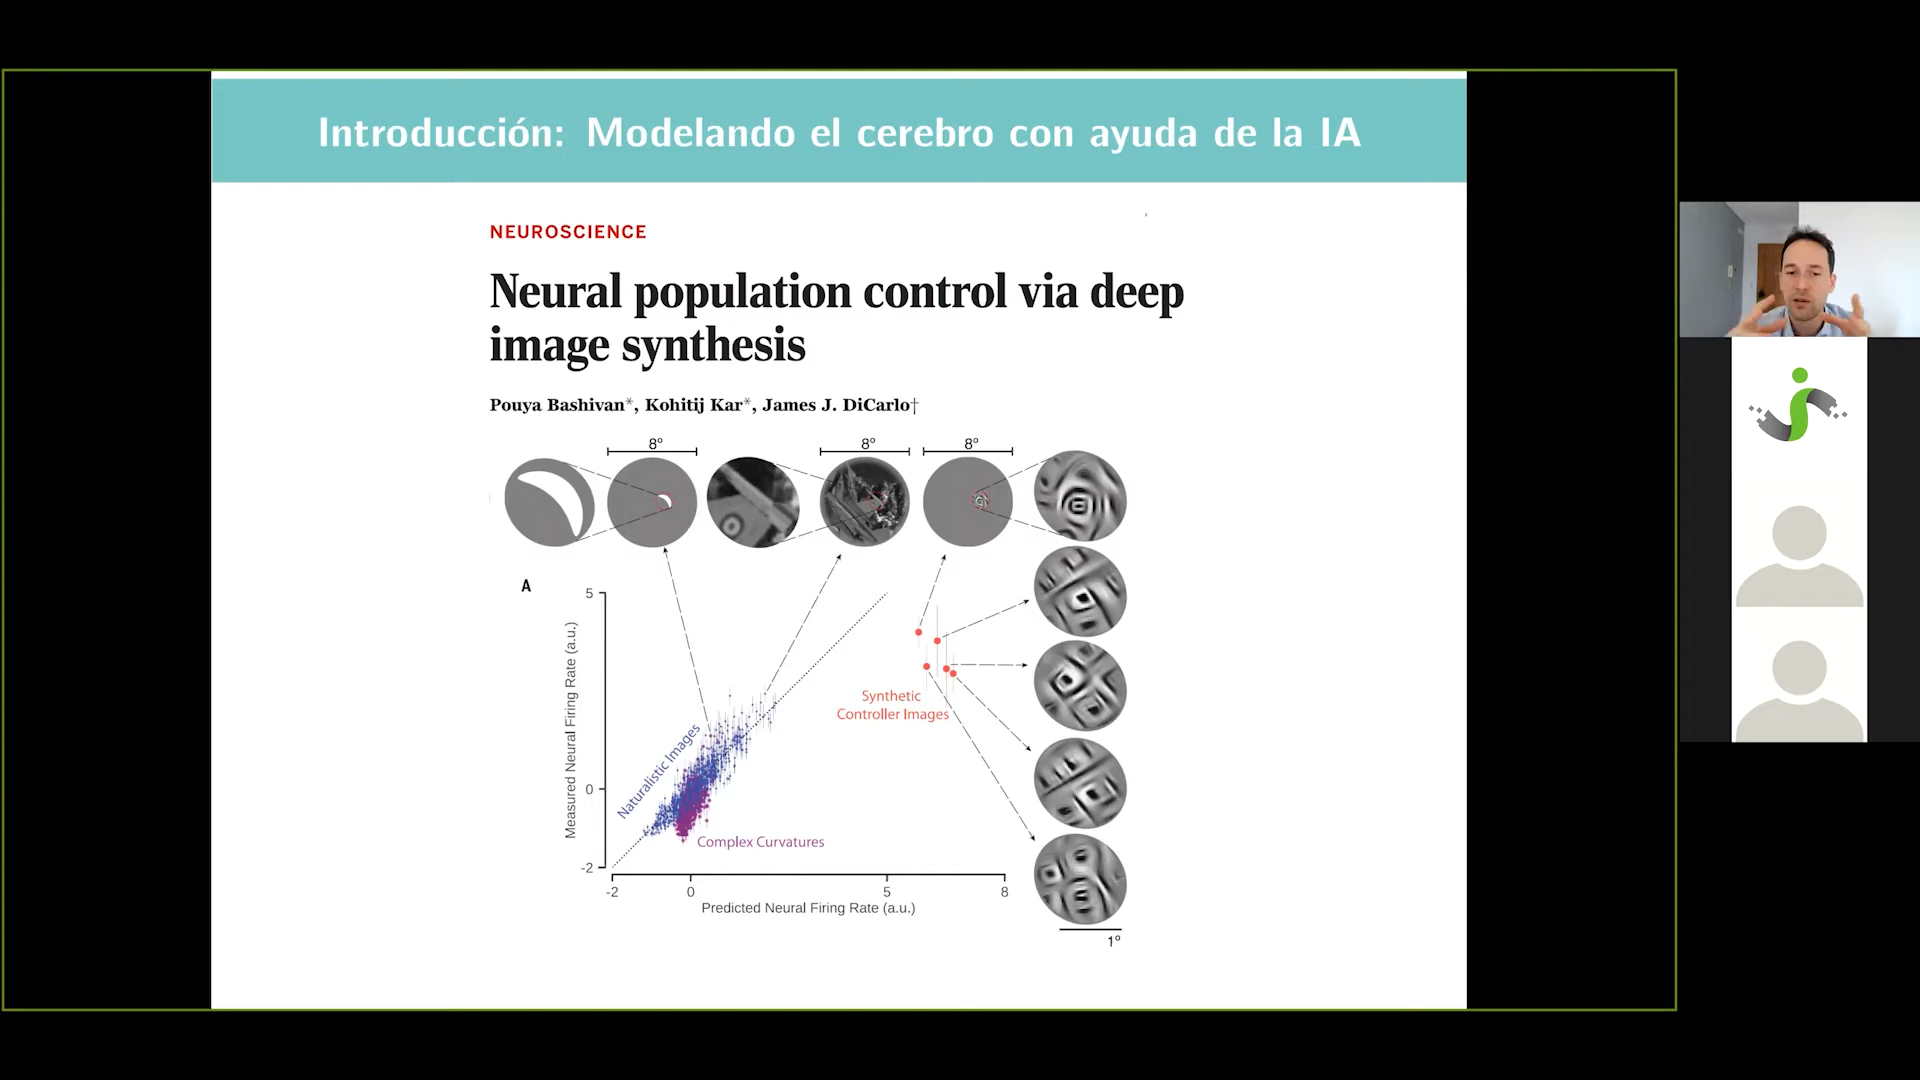 Introducción: Modelando el cerebro con ayuda de la IA
NEUROSCIENCE
Neural population control via deep
image synthesis
Pouya Bashivan*, Kohitij Kar*, James J. DiCarlo†
8°
8°
8°
A
5
0
-2
Measured Neural Firing Rate (a.u.)
Naturalistic Images
Complex Curvatures
Synthetic
Controller Images
-2
0
5
8
Predicted Neural Firing Rate (a.u.)
1°